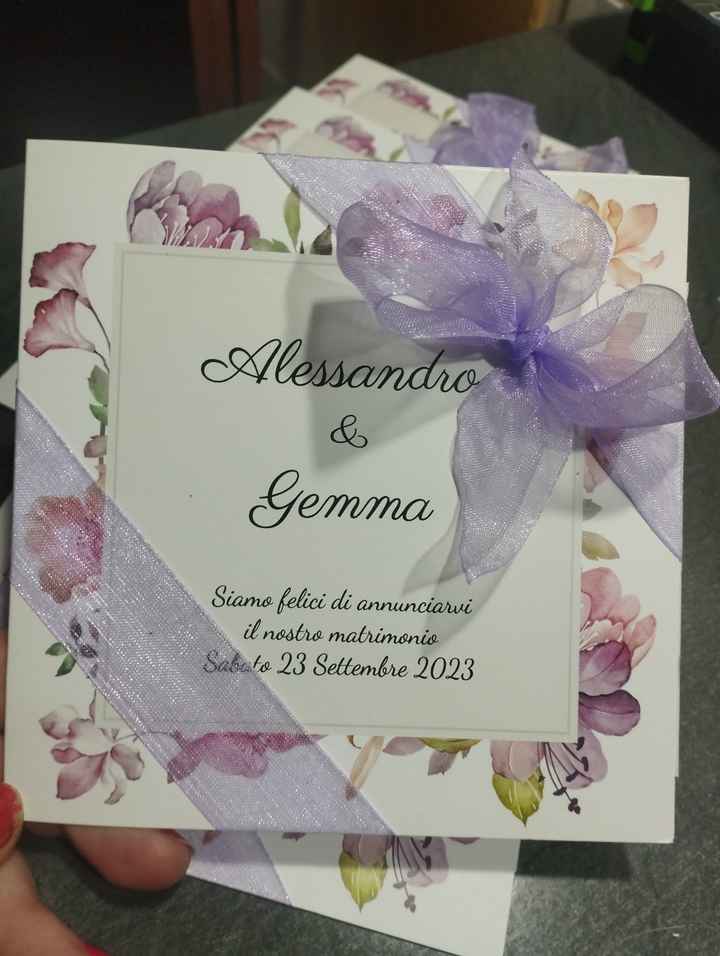 Alessandro
&
Gemma
Siamo felici di annunciarvi
il nostro matrimonio
Sabato 23 Settembre 2023